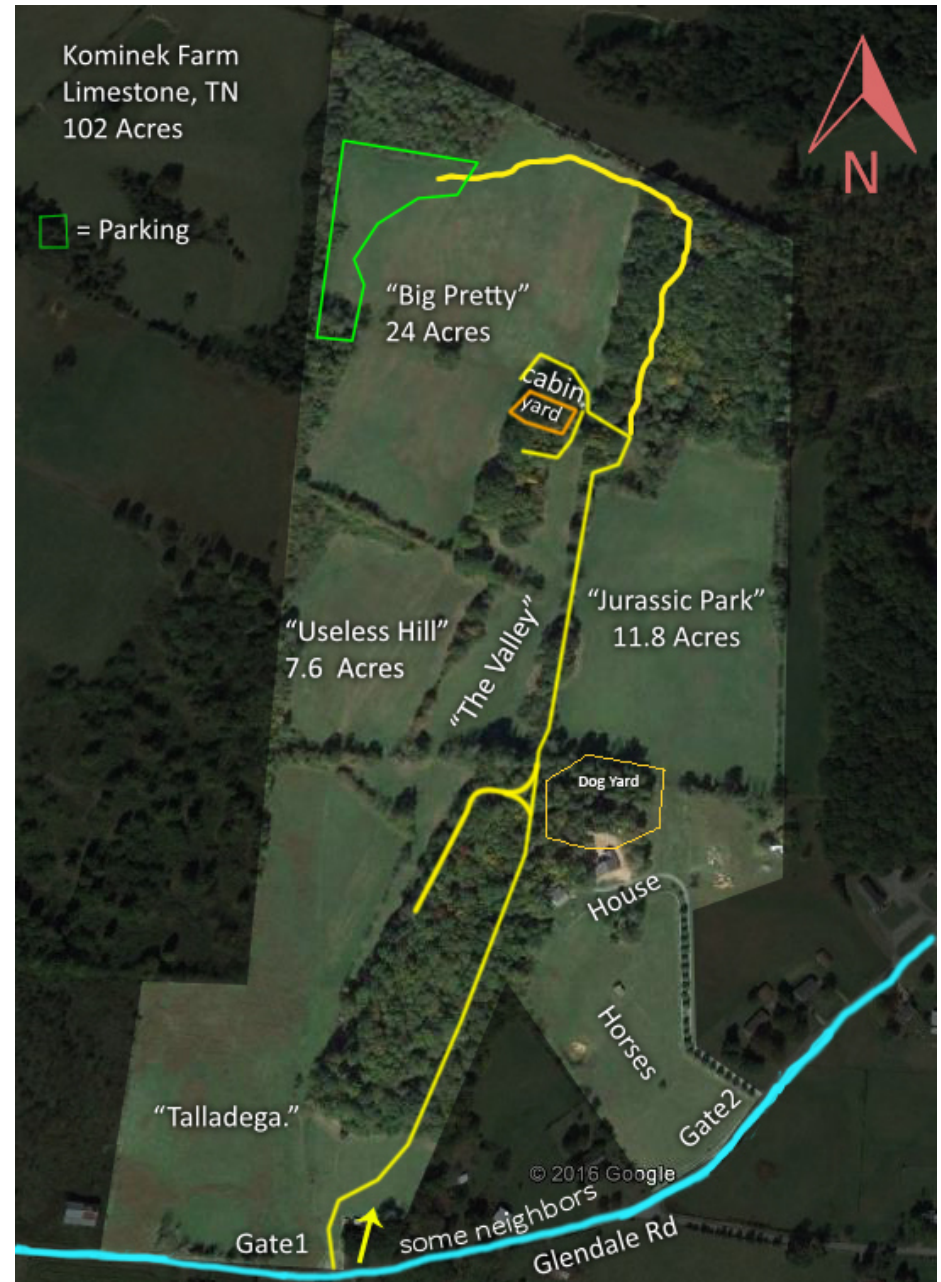 Kominek Farm
Limestone, TN
102 Acres
N
= Parking
“Big Pretty”
24 Acres
cabin.
yard
“Jurassic Park”
11.8 Acres
“Useless Hill”
7.6 Acres
“The Valley”
Dog Yard
House
Horses
“Talladega.”
Gate2
© 2016 Google
some neighbors
Gate1
Glendale Rd